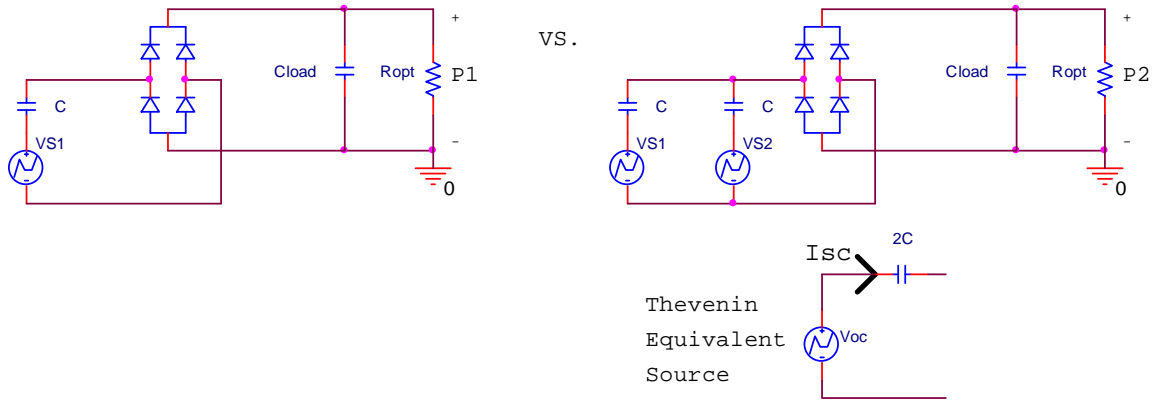 +
Cload
Ropt
P1
C
VS1
-
0
VS.
+
Cload
Ropt
P2
C
C
VS1
VS2
-
0
2C
Isc
Thevenin
Equivalent
Source
Voc